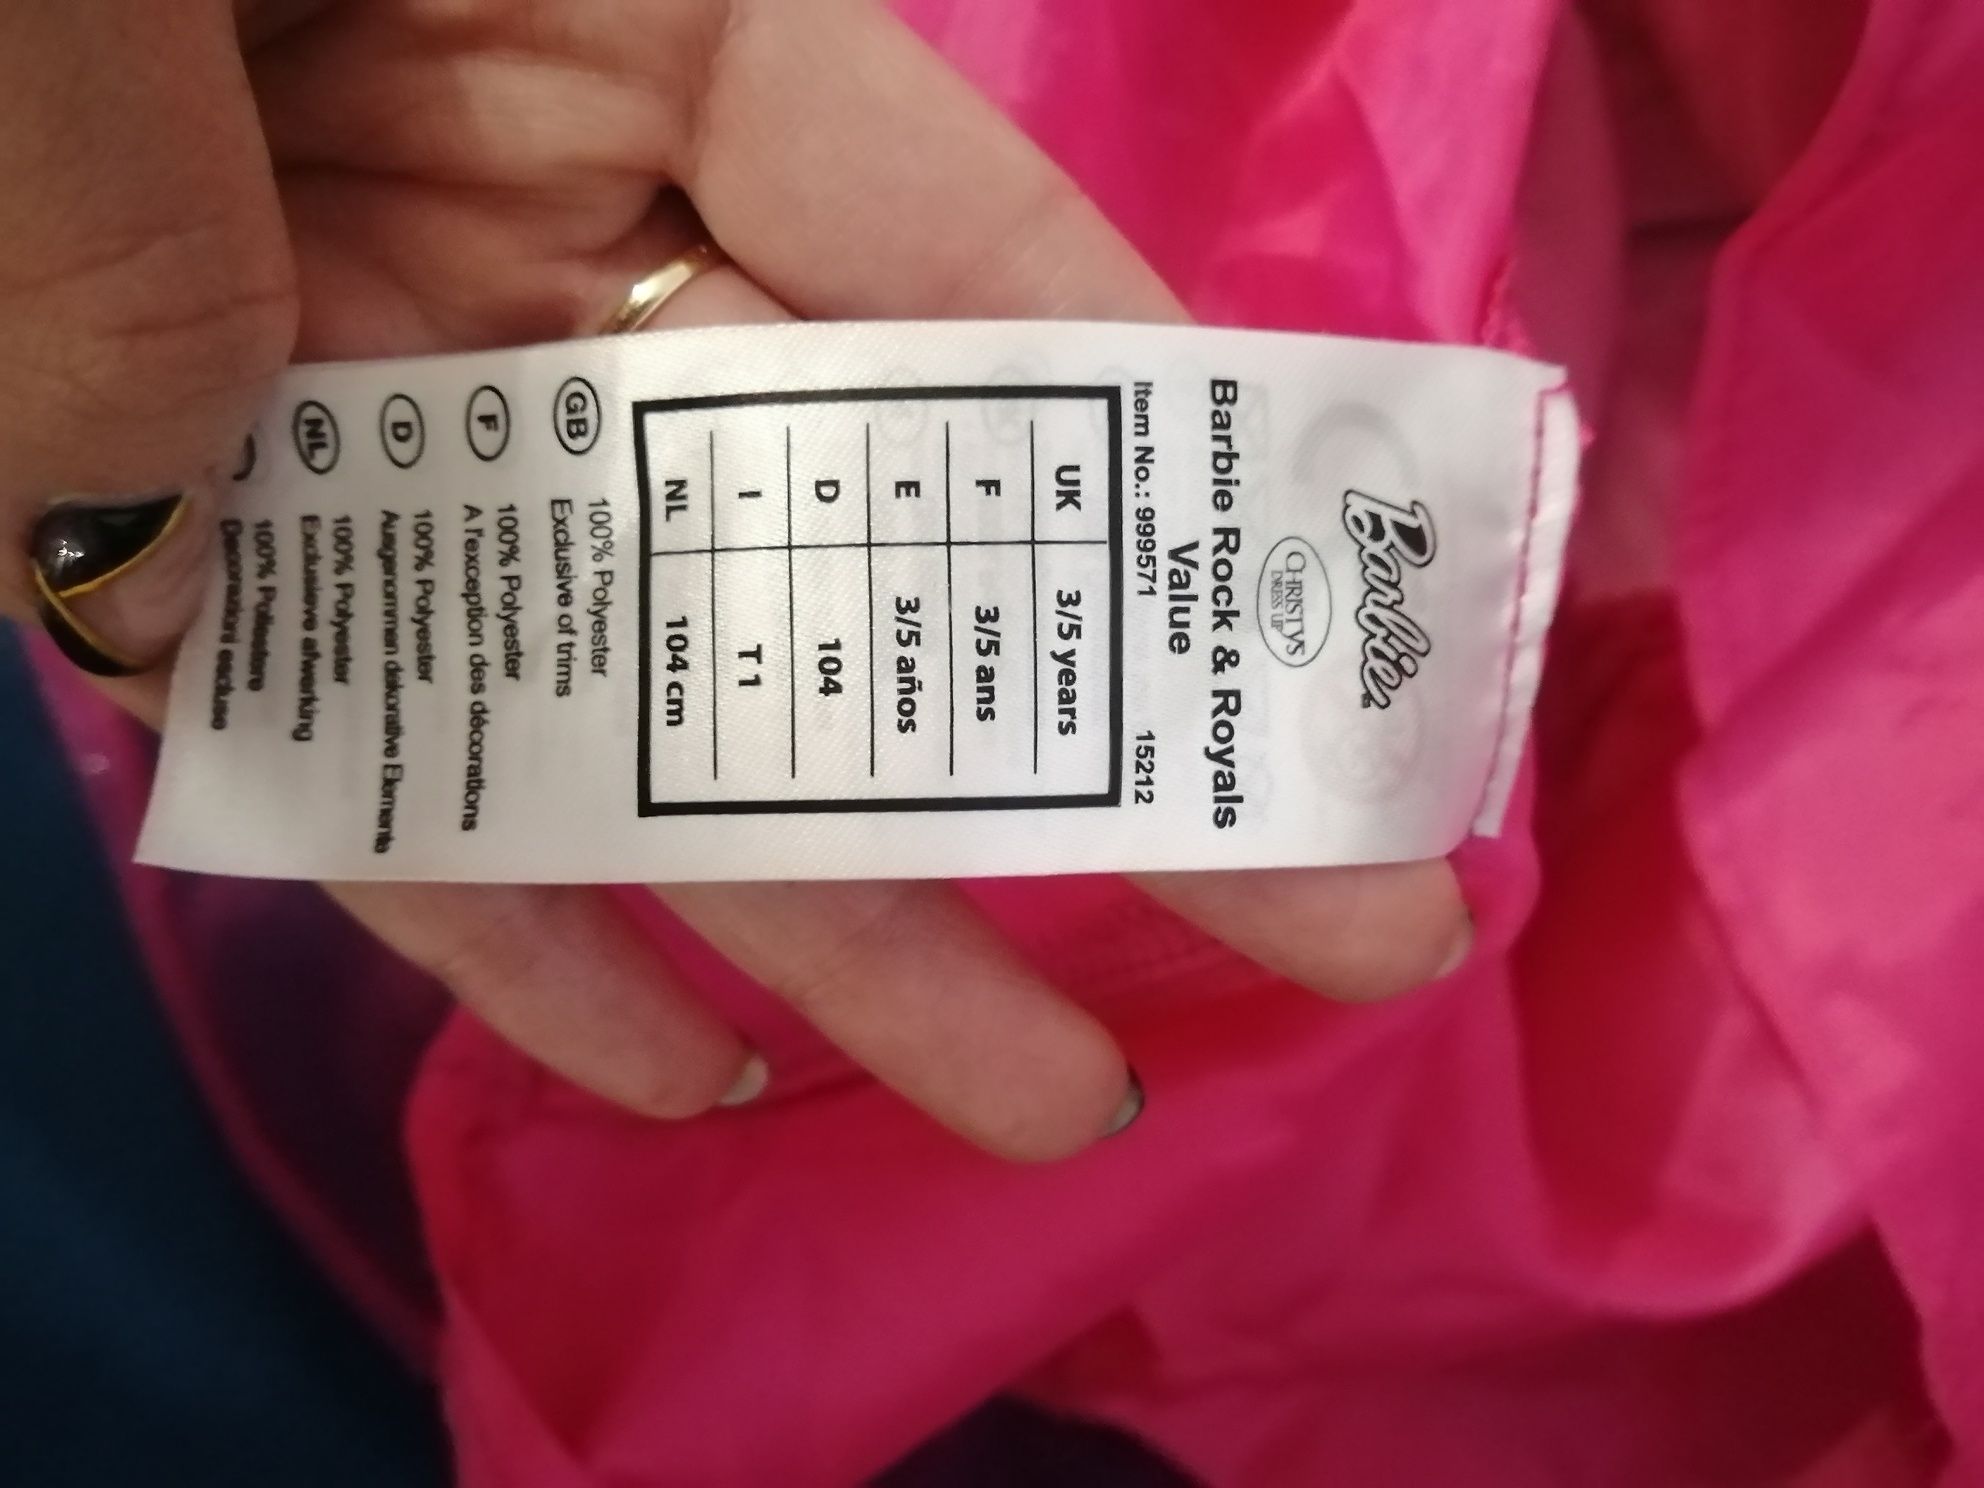 Barbie
CHRISTYS
DRESS UP
Barbie Rock & Royals
Value
Item No.: 999571 15212
UK 3/5 years
F 3/5 ans
E 3/5 años
D 104
I T 1
NL 104 cm
GB 100% Polyester
Exclusive of trims
F 100% Polyester
A l'exception des décorations
D 100% Polyester
Ausgenommen dekorative Elemente
NL 100% Polyester
Exclusieve afwerking
100% Poliestere
Decorazioni escluse